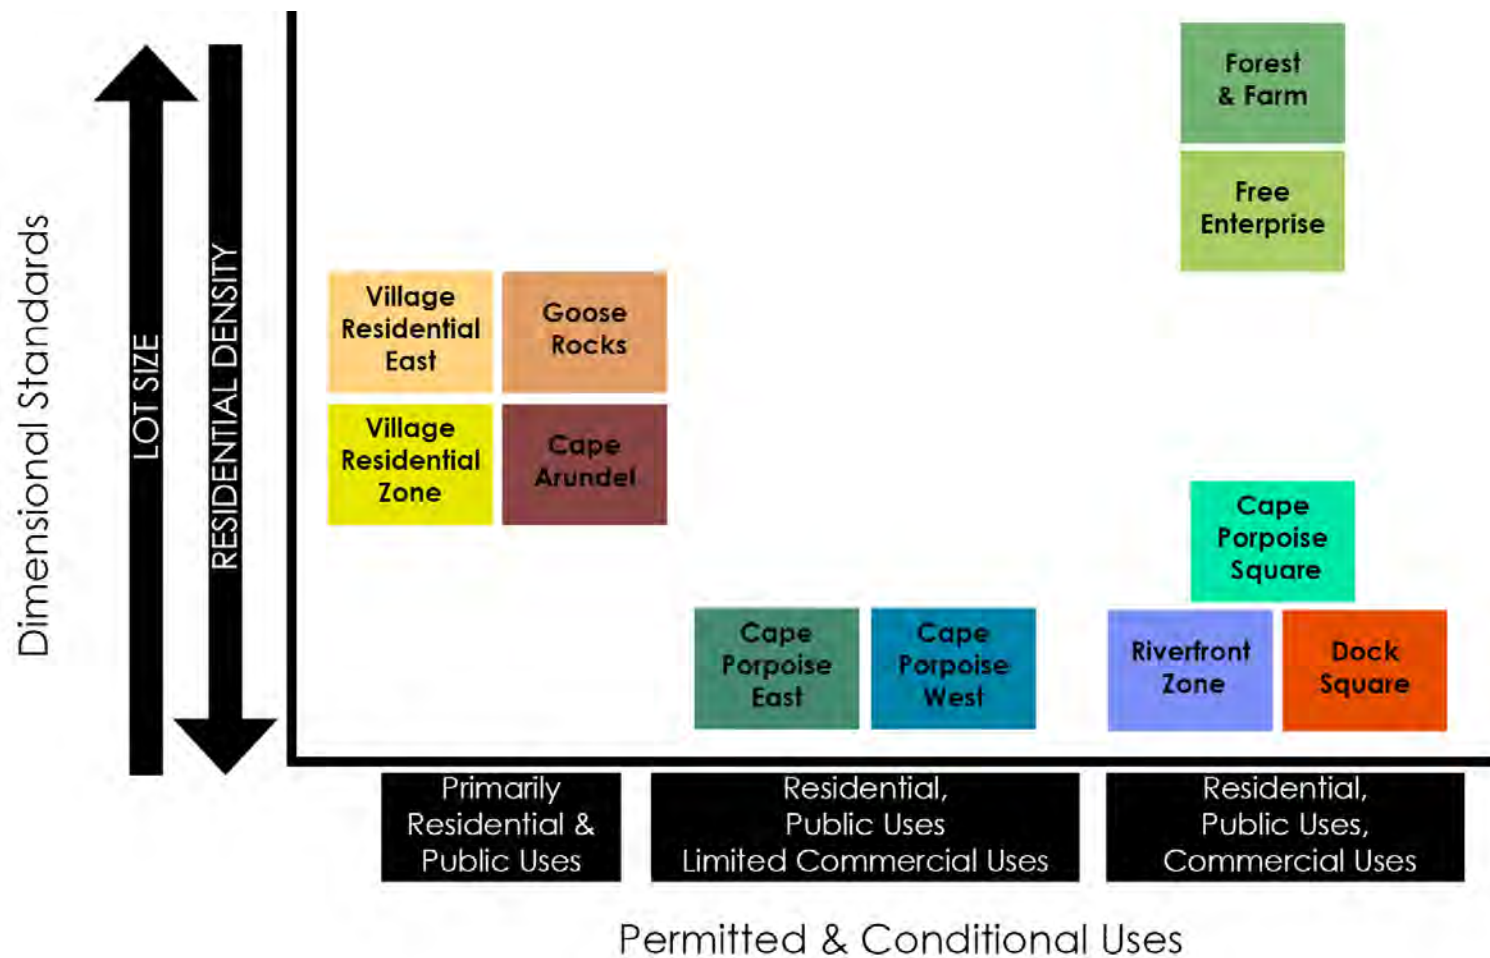 Dimensional Standards
LOT SIZE
RESIDENTIAL DENSITY
Forest
& Farm
Free
Enterprise
Village
Residential
East
Goose
Rocks
Village
Residential
Zone
Cape
Arundel
Cape
Porpoise
Square
Cape
Porpoise
East
Cape
Porpoise
West
Riverfront
Zone
Dock
Square
Primarily
Residential &
Public Uses
Residential,
Public Uses
Limited Commercial Uses
Residential,
Public Uses,
Commercial Uses
Permitted & Conditional Uses